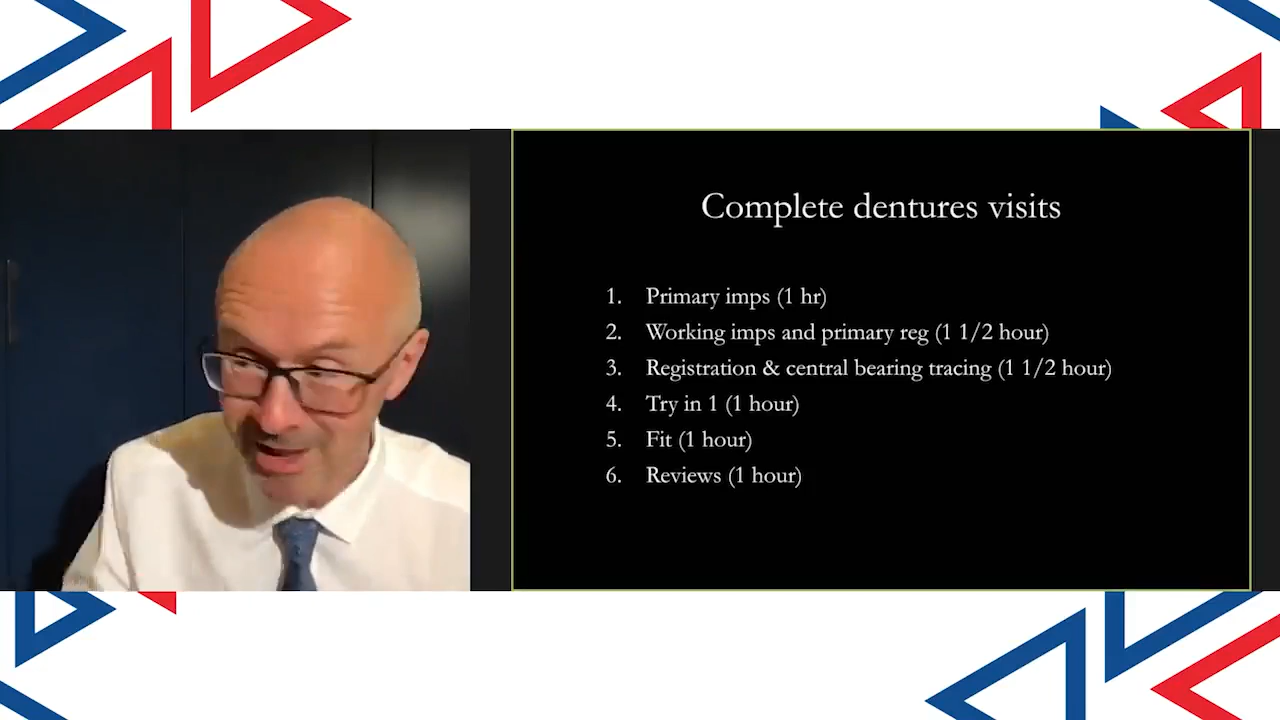 Complete dentures visits
1. Primary imps (1 hr)
2. Working imps and primary reg (1 1/2 hour)
3. Registration & central bearing tracing (1 1/2 hour)
4. Try in 1 (1 hour)
5. Fit (1 hour)
6. Reviews (1 hour)